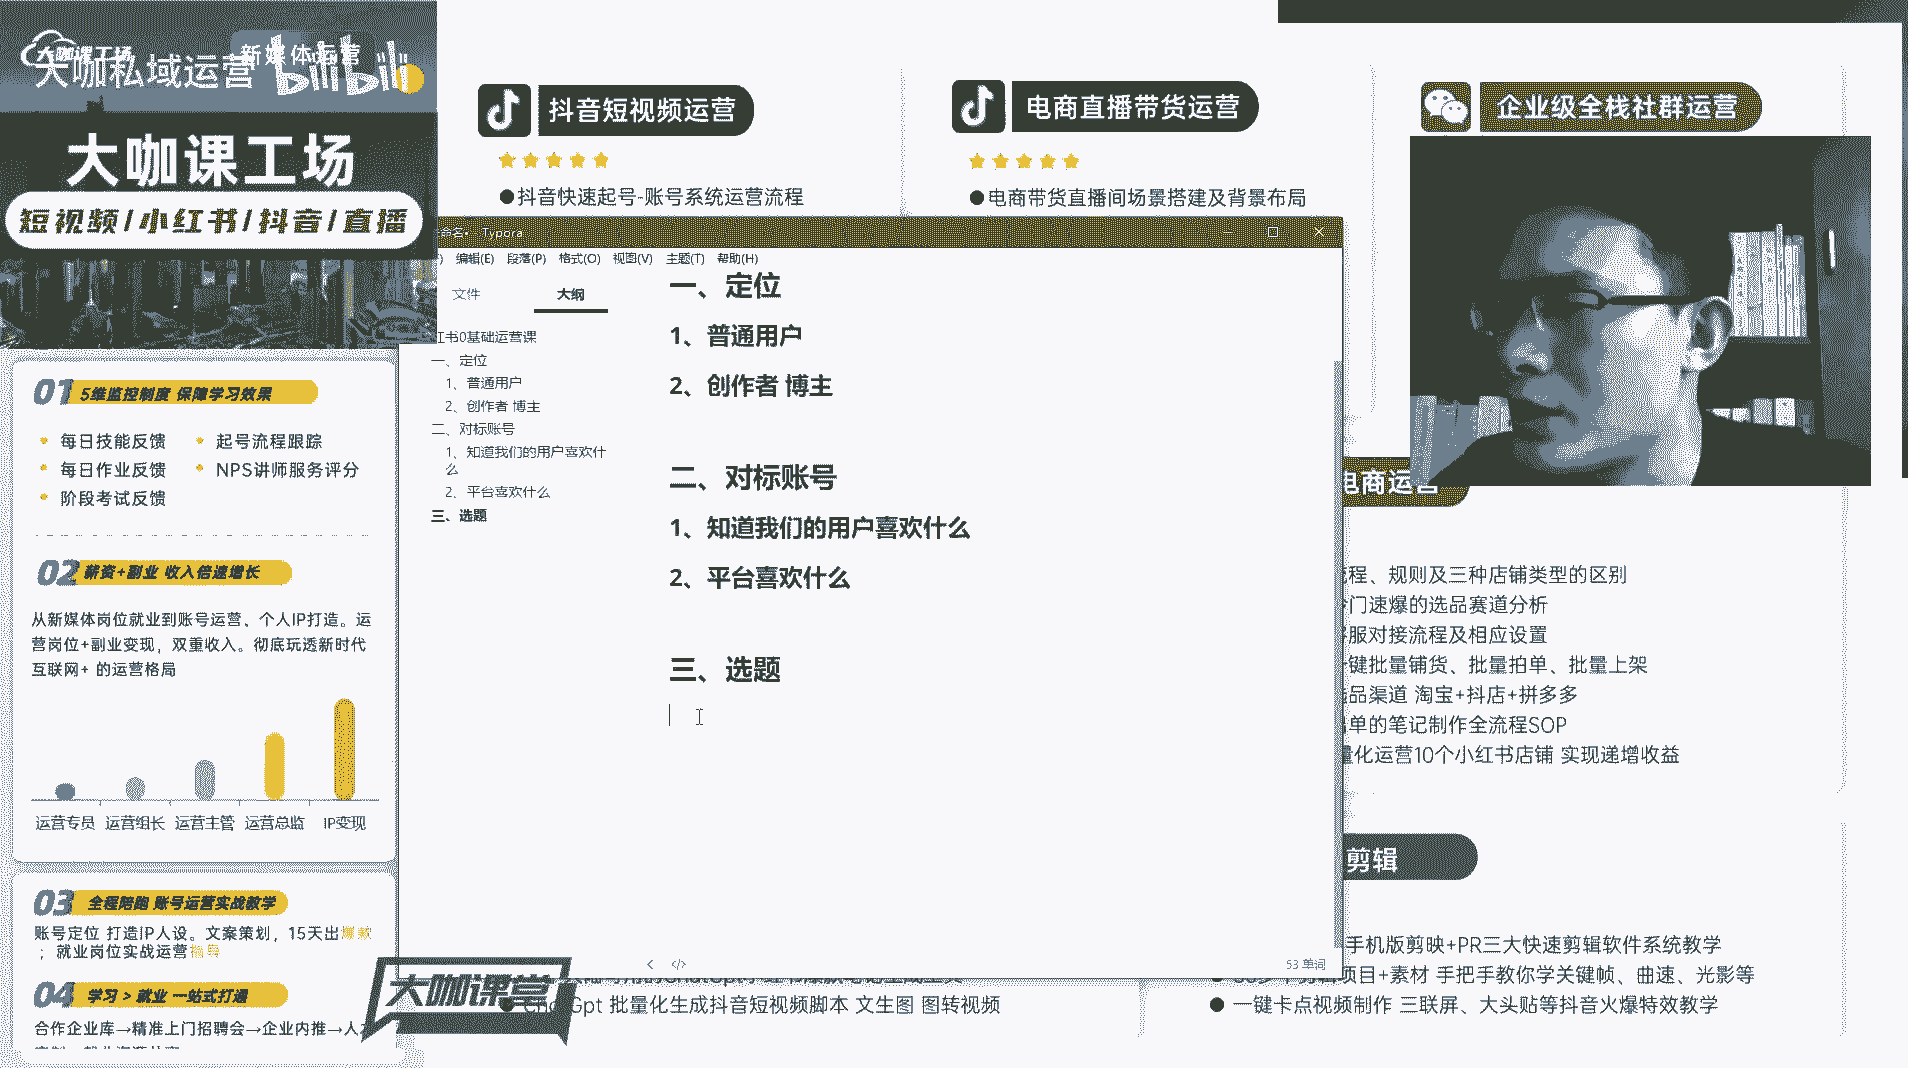 大咖课工场
大咖私域运营
新媒体运营
bilibili
大咖课工场
短视频/小红书/抖音/直播
01 5维监控制度 保障学习效果
每日技能反馈
起号流程跟踪
每日作业反馈
NPS讲师服务评分
阶段考试反馈
02 薪资+副业 收入倍速增长
从新媒体岗位就业到账号运营、个人IP打造。运
营岗位+副业变现，双重收入。彻底玩透新时代
互联网+ 的运营格局
运营专员 运营组长 运营主管 运营总监 IP变现
03 全程陪跑 账号运营实战教学
账号定位 打造IP人设。文案策划，15天出爆款
；就业岗位实战运营指导
04 学习 > 就业 一站式打通
合作企业库→精准上门招聘会→企业内推→人
大咖课堂
抖音短视频运营
●抖音快速起号-账号系统运营流程
电商直播带货运营
●电商带货直播间场景搭建及背景布局
企业级全栈社群运营
命名• Typora
编辑(E) 段落(P) 格式(O) 视图(V) 主题(T) 帮助(H)
文件 大纲
书0基础运营课
一、定位
1、普通用户
2、创作者 博主
二、对标账号
1、知道我们的用户喜欢什
么
2、平台喜欢什么
三、选题
一、定位
1、普通用户
2、创作者 博主
二、对标账号
1、知道我们的用户喜欢什么
2、平台喜欢什么
三、选题
53 单词
电商运营
程、规则及三种店铺类型的区别
门速爆的选品赛道分析
服对接流程及相应设置
键批量铺货、批量拍单、批量上架
品渠道 淘宝+抖店+拼多多
单的笔记制作全流程SOP
量化运营10个小红书店铺 实现递增收益
剪辑
手机版剪映+PR三大快速剪辑软件系统教学
项目+素材 手把手教你学关键帧、曲速、光影等
● 一键卡点视频制作 三联屏、大头贴等抖音火爆特效教学
● ChatGpt 批量化生成抖音短视频脚本 文生图 图转视频